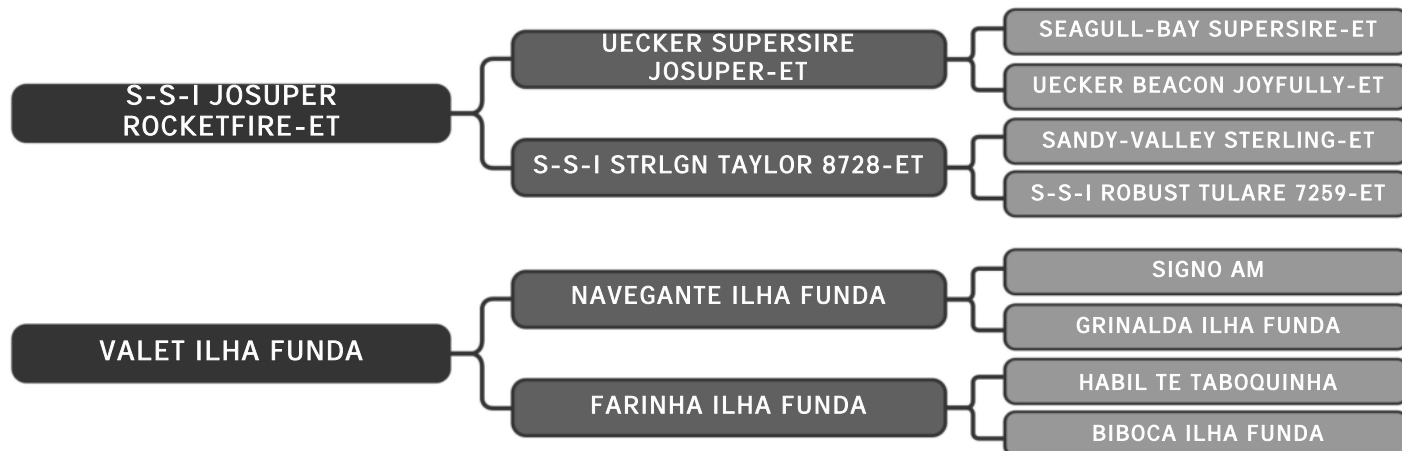 SEAGULL-BAY SUPERSIRE-ET
UECKER SUPERSIRE
JOSUPER-ET
UECKER BEACON JOYFULLY-ET
S-S-I JOSUPER
ROCKETFIRE-ET
SANDY-VALLEY STERLING-ET
S-S-I STRLGN TAYLOR 8728-ET
S-S-I ROBUST TULARE 7259-ET
SIGNO AM
NAVEGANTE ILHA FUNDA
GRINALDA ILHA FUNDA
VALET ILHA FUNDA
HABIL TE TABOQUINHA
FARINHA ILHA FUNDA
BIBOCA ILHA FUNDA